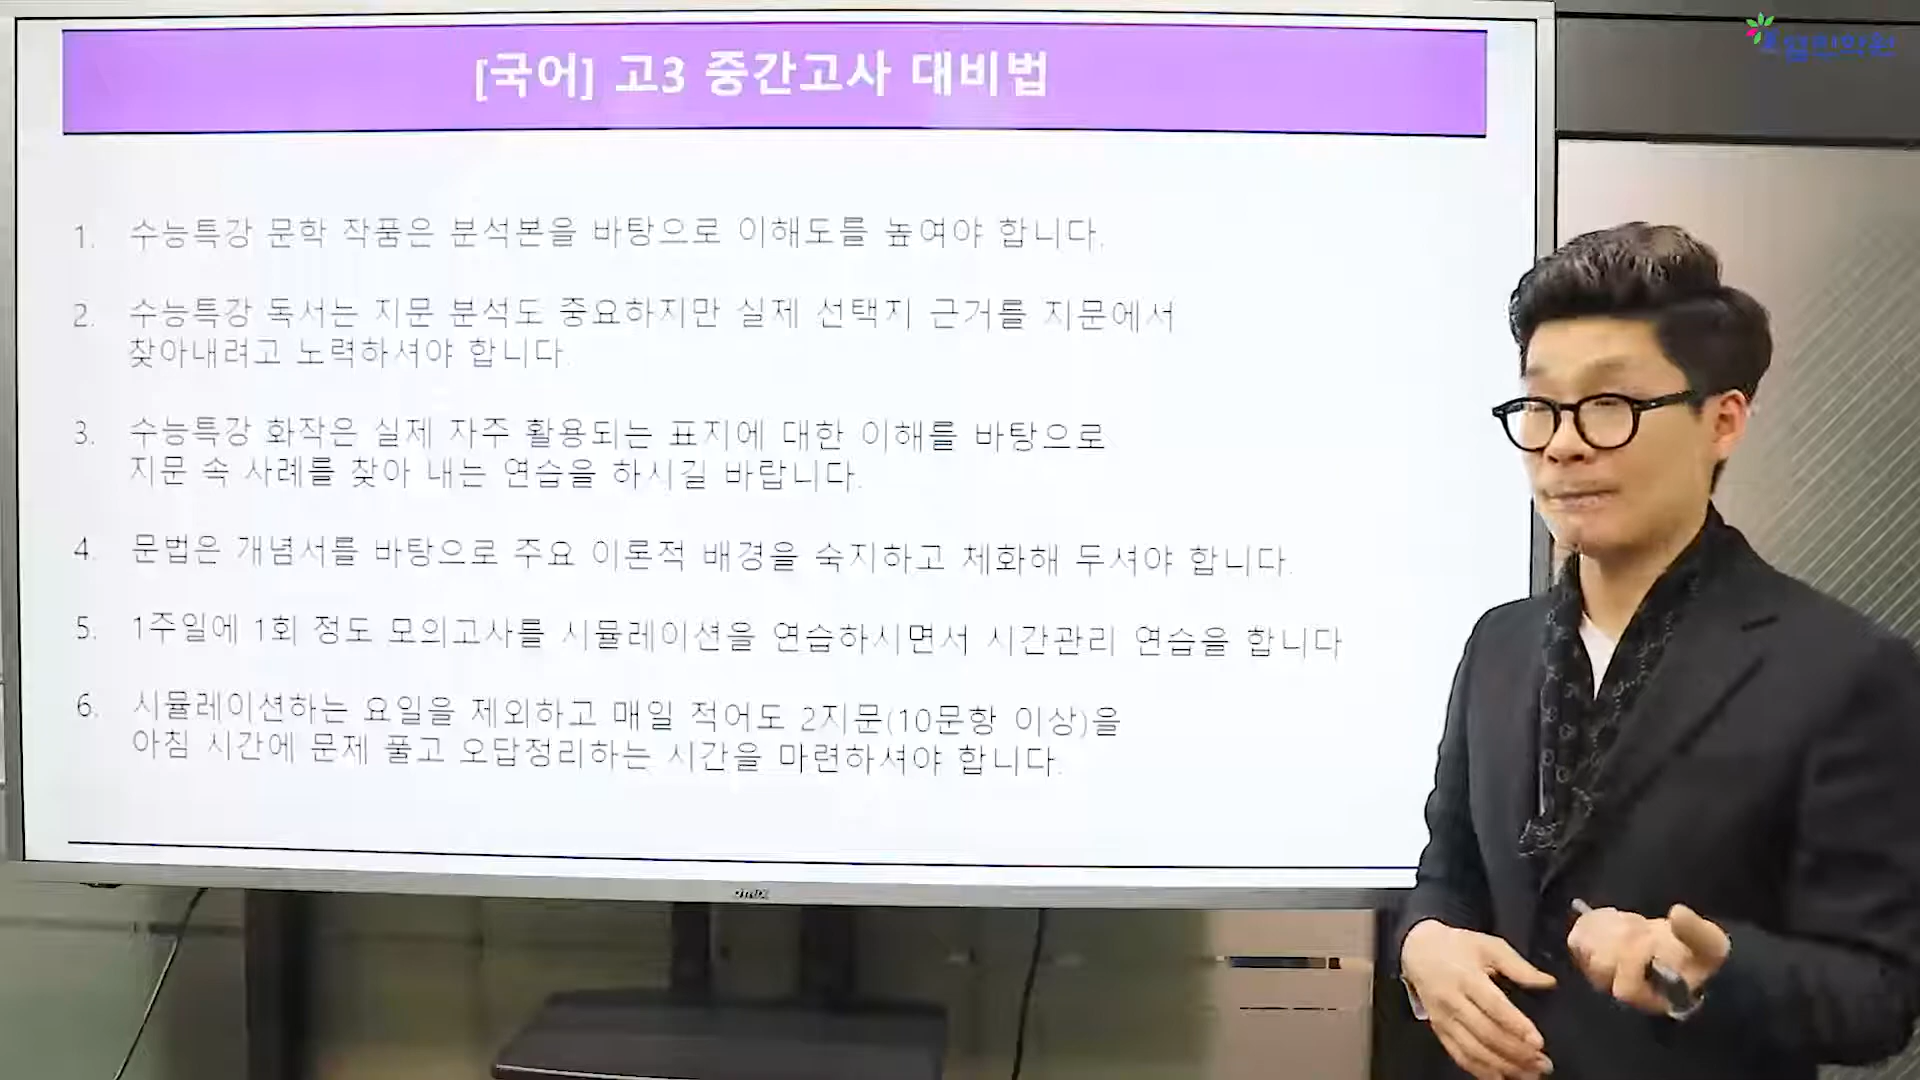 [국어] 고3 중간고사 대비법
1. 수능특강 문학 작품은 분석본을 바탕으로 이해도를 높여야 합니다.
2. 수능특강 독서는 지문 분석도 중요하지만 실제 선택지 근거를 지문에서
찾아내려고 노력하셔야 합니다.
3. 수능특강 화작은 실제 자주 활용되는 표지에 대한 이해를 바탕으로
지문 속 사례를 찾아 내는 연습을 하시길 바랍니다.
4. 문법은 개념서를 바탕으로 주요 이론적 배경을 숙지하고 체화해 두셔야 합니다.
5. 1주일에 1회 정도 모의고사를 시뮬레이션을 연습하시면서 시간관리 연습을 합니다
6. 시뮬레이션하는 요일을 제외하고 매일 적어도 2지문(10문항 이상)을
아침 시간에 문제 풀고 오답정리하는 시간을 마련하셔야 합니다.